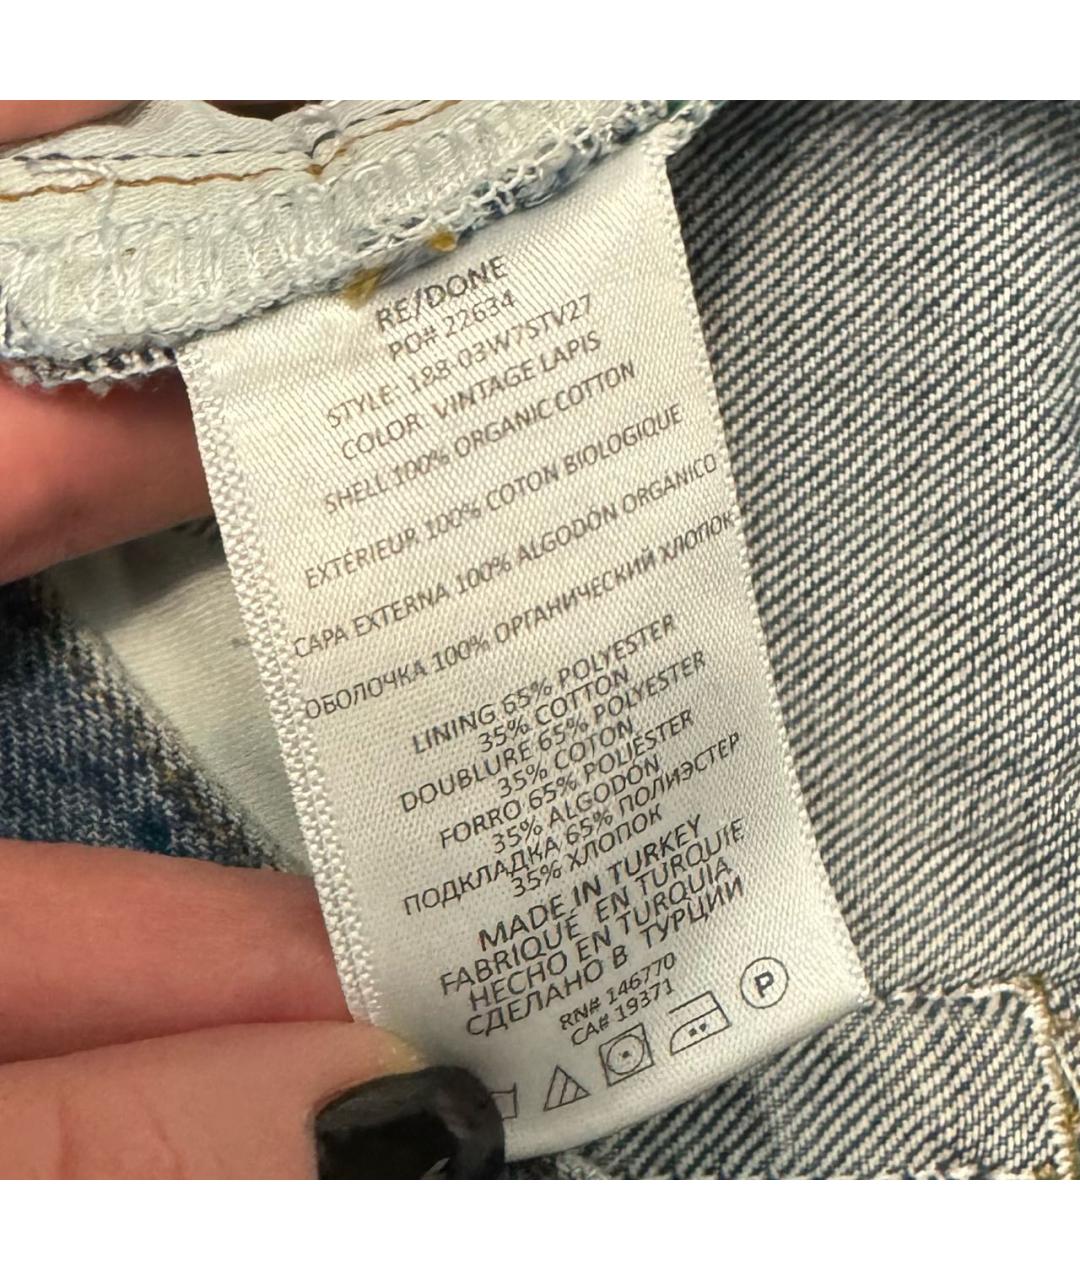 RE/DONE
PO# 22634
STYLE: 188-03W7STV27
COLOR: VINTAGE LAPIS
SHELL 100% ORGANIC COTTON
EXTÉRIEUR 100% COTON BIOLOGIQUE
CAPA EXTERNA 100% ALGODÓN ORGÁNICO
ОБОЛОЧКА 100% ОРГАНИЧЕСКИЙ ХЛОПОК
LINING 65% POLYESTER
35% COTTON
DOUBLURE 65% POLYESTER
35% COTON
FORRO 65% POLIÉSTER
35% ALGODÓN
ПОДКЛАДКА 65% ПОЛИЭСТЕР
35% ХЛОПОК
MADE IN TURKEY
FABRIQUÉ EN TURQUIE
HECHO EN TURQUIA
СДЕЛАНО В ТУРЦИИ
RN# 146770
CA# 19371
P